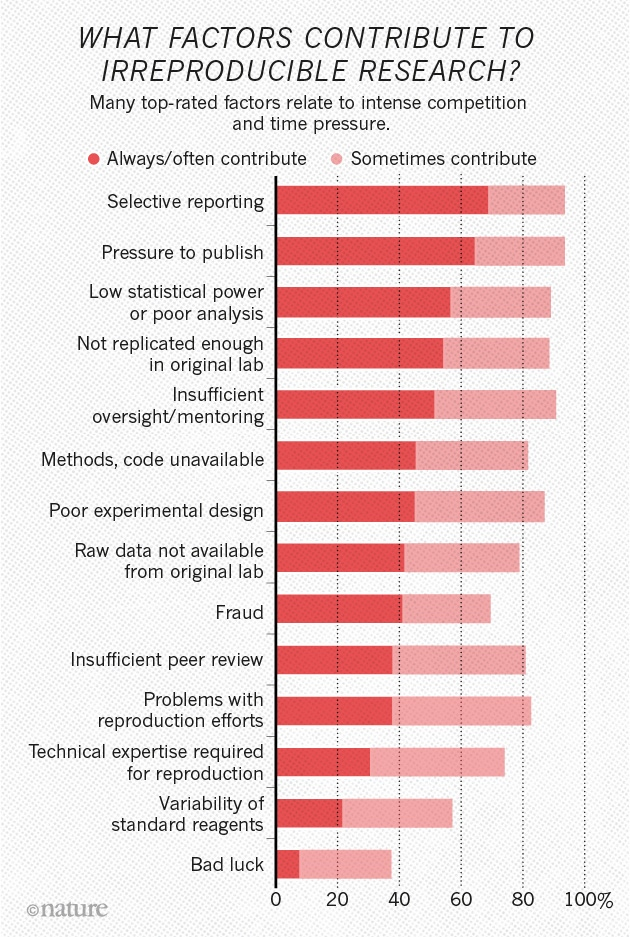 WHAT FACTORS CONTRIBUTE TO
IRREPRODUCIBLE RESEARCH?
Many top-rated factors relate to intense competition
and time pressure.
Always/often contribute
Sometimes contribute
Selective reporting
Pressure to publish
Low statistical power
or poor analysis
Not replicated enough
in original lab
Insufficient
oversight/mentoring
Methods, code unavailable
Poor experimental design
Raw data not available
from original lab
Fraud
Insufficient peer review
Problems with
reproduction efforts
Technical expertise required
for reproduction
Variability of
standard reagents
Bad luck
0 20 40 60 80 100%
©nature